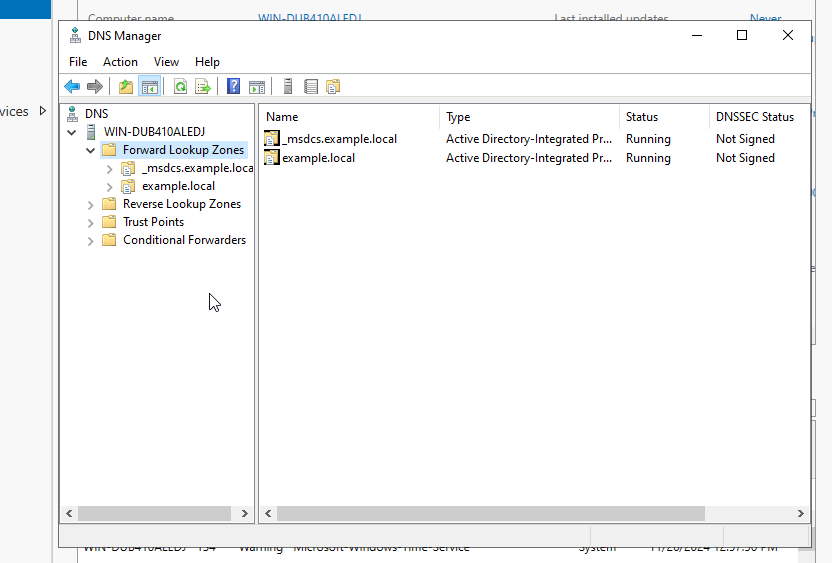 Computer name WIN-DUB410ALEDJ Last installed updates Never
DNS Manager
File Action View Help
vices
DNS
WIN-DUB410ALEDJ
Forward Lookup Zones
_msdcs.example.loca
example.local
Reverse Lookup Zones
Trust Points
Conditional Forwarders
Name Type Status DNSSEC Status
_msdcs.example.local Active Directory-Integrated Pr... Running Not Signed
example.local Active Directory-Integrated Pr... Running Not Signed
WIN-DUB410ALEDJ 134 Warning Microsoft-Windows-Time-Service System 11/20/2024 12:57:50 PM